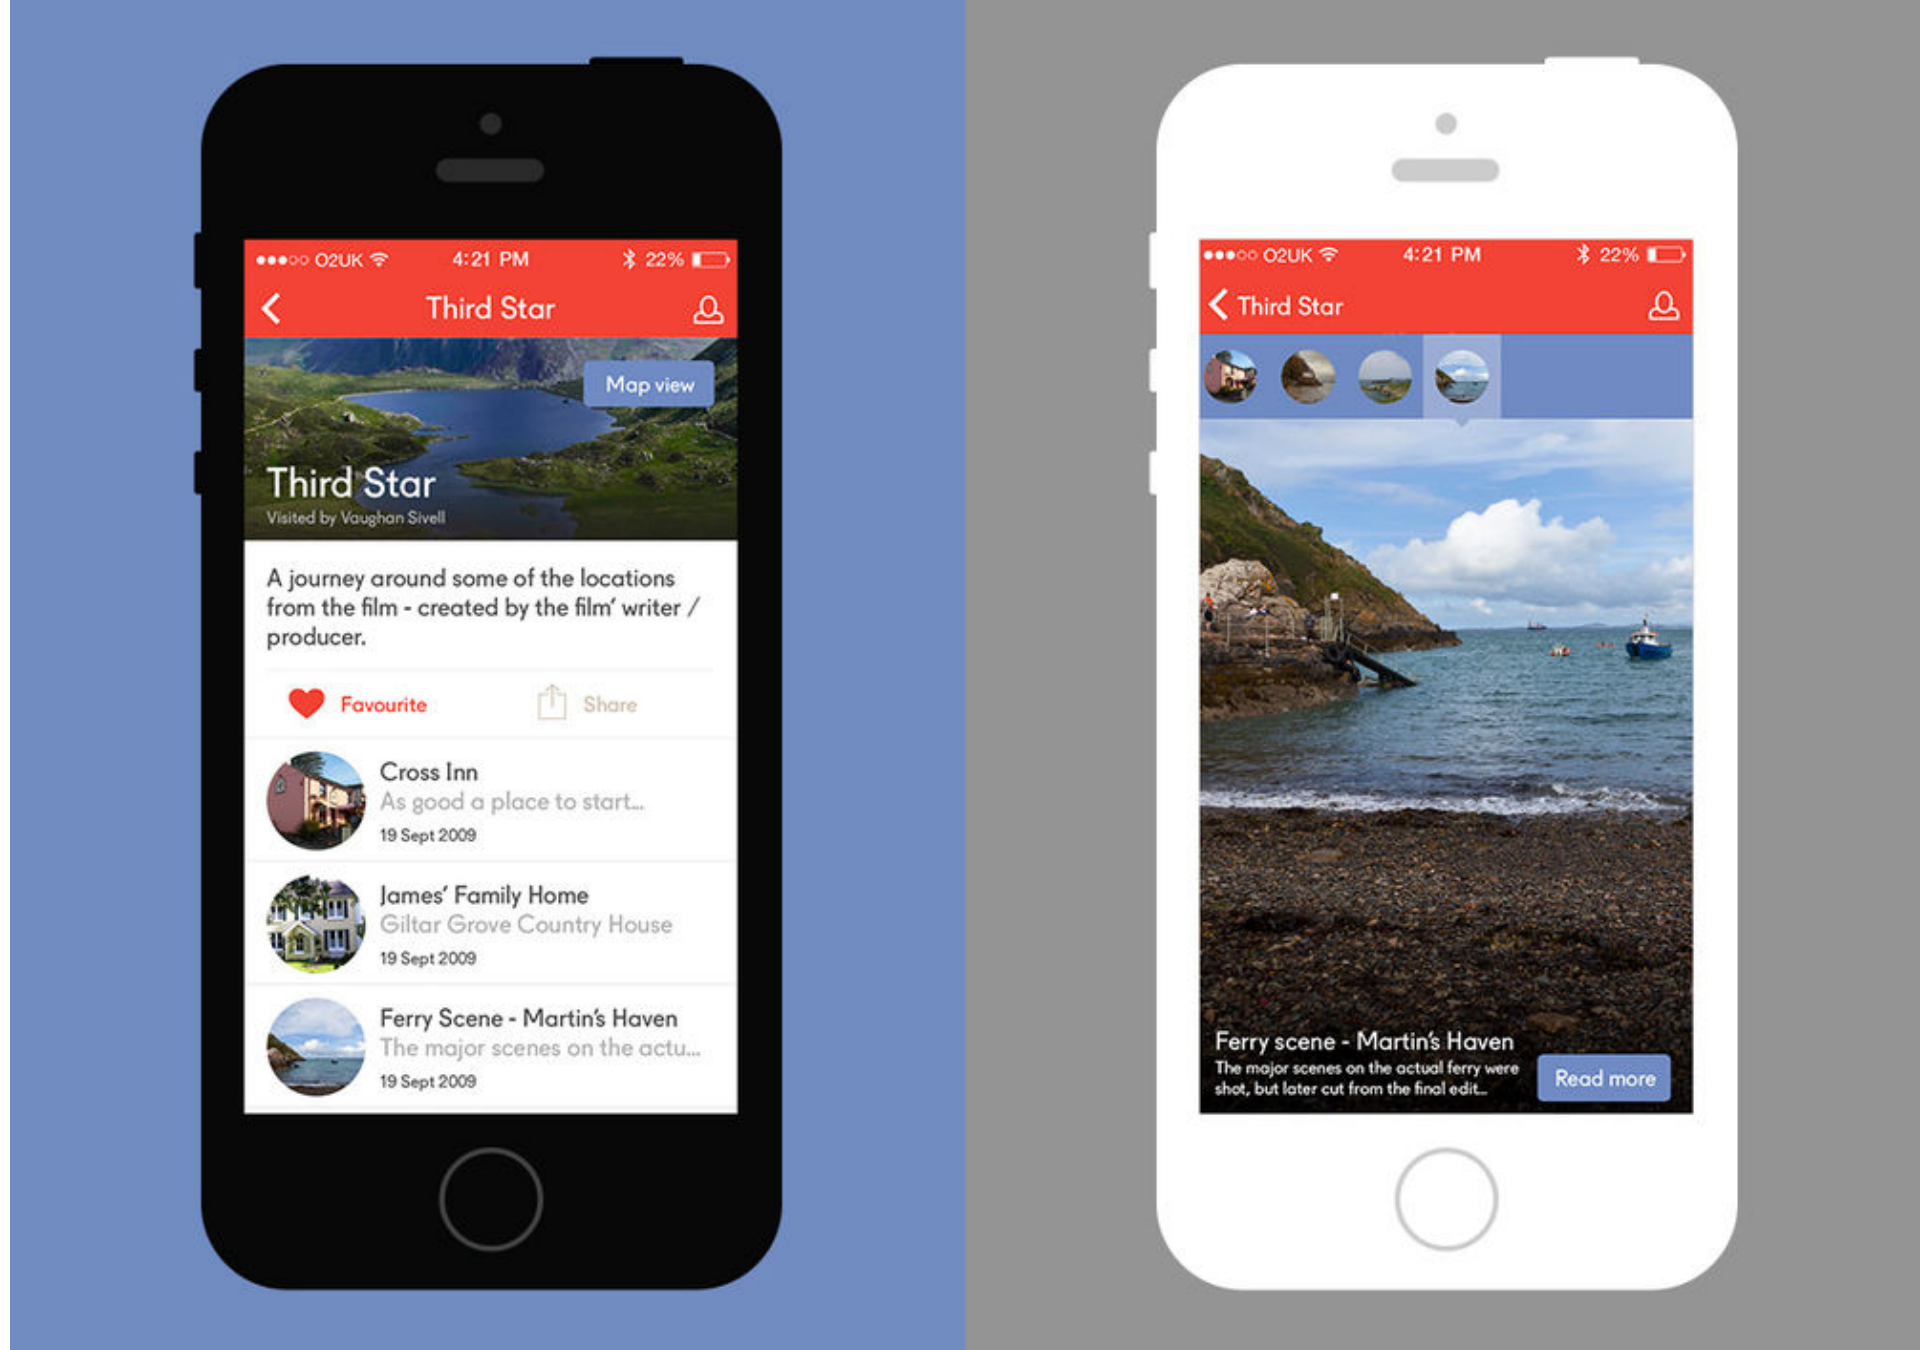 O2UK 4:21 PM 22%
Third Star
Map view
Third Star
Visited by Vaughan Sivell
A journey around some of the locations
from the film - created by the film' writer /
producer.
Favourite Share
Cross Inn
As good a place to start...
19 Sept 2009
James' Family Home
Giltar Grove Country House
19 Sept 2009
Ferry Scene - Martin's Haven
The major scenes on the actu...
19 Sept 2009
O2UK 4:21 PM 22%
Third Star
Ferry scene - Martin's Haven
The major scenes on the actual ferry were
shot, but later cut from the final edit...
Read more